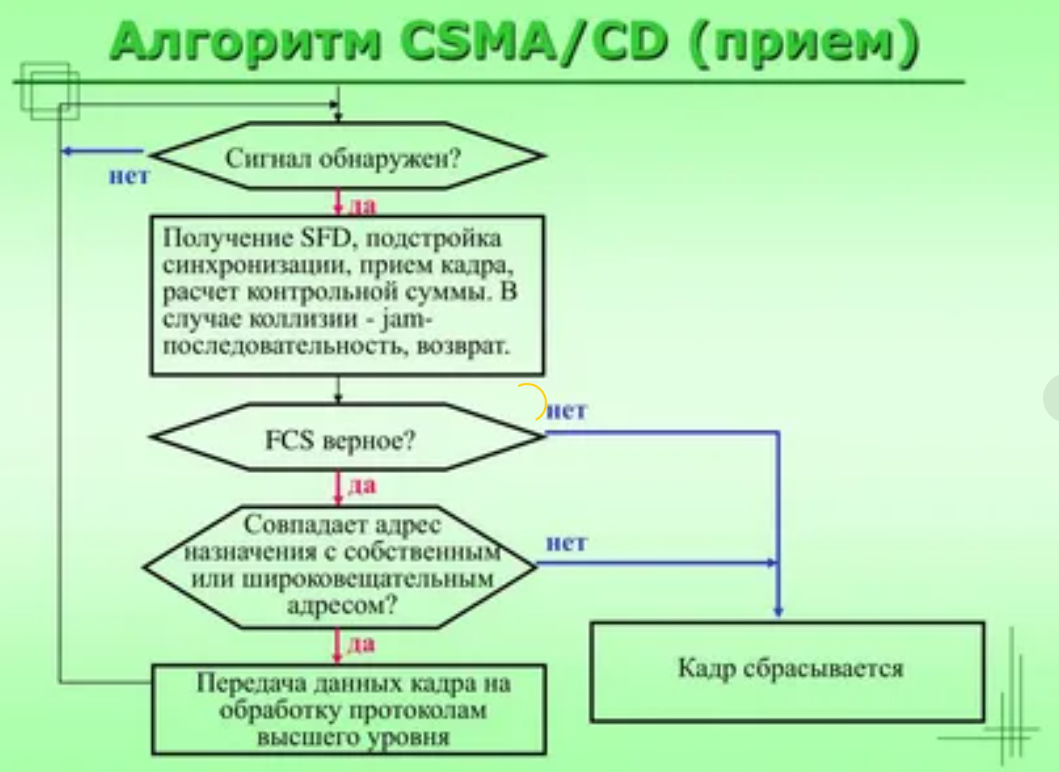 Алгоритм CSMA/CD (прием)
Сигнал обнаружен?
нет
да
Получение SFD, подстройка
синхронизации, прием кадра,
расчет контрольной суммы. В
случае коллизии - jam-
последовательность, возврат.
нет
FCS верное?
да
Совпадает адрес
назначения с собственным
или широковещательным
адресом?
нет
да
Передача данных кадра на
обработку протоколам
высшего уровня
Кадр сбрасывается